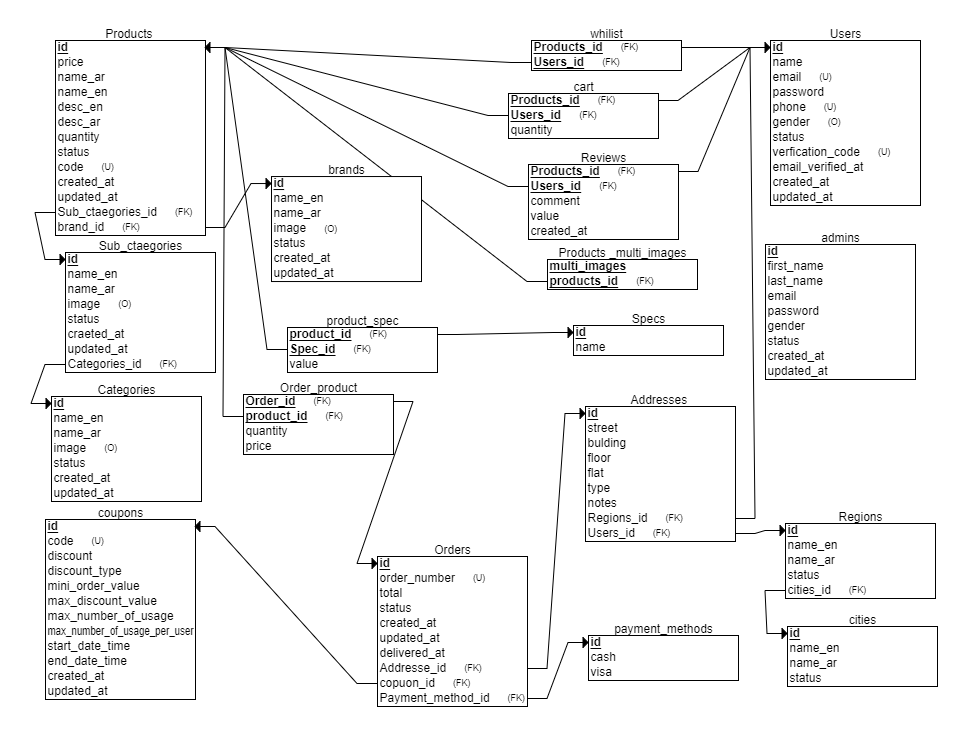 Products
id
price
name_ar
name_en
desc_en
desc_ar
quantity
status
code (U)
created_at
updated_at
Sub_ctaegories_id (FK)
brand_id (FK)
Sub_ctaegories
id
name_en
name_ar
image (O)
status
craeted_at
updated_at
Categories_id (FK)
Categories
id
name_en
name_ar
image (O)
status
created_at
updated_at
coupons
id
code (U)
discount
discount_type
mini_order_value
max_discount_value
max_number_of_usage
max_number_of_usage_per_user
start_date_time
end_date_time
created_at
updated_at
brands
id
name_en
name_ar
image (O)
status
created_at
updated_at
product_spec
product_id (FK)
Spec_id (FK)
value
Order_product
Order_id (FK)
product_id (FK)
quantity
price
Orders
id
order_number (U)
total
status
created_at
updated_at
delivered_at
Addresse_id (FK)
copuon_id (FK)
Payment_method_id (FK)
whilist
Products_id (FK)
Users_id (FK)
cart
Products_id (FK)
Users_id (FK)
quantity
Reviews
Products_id (FK)
Users_id (FK)
comment
value
created_at
Products _multi_images
multi_images
products_id (FK)
Specs
id
name
Addresses
id
street
bulding
floor
flat
type
notes
Regions_id (FK)
Users_id (FK)
payment_methods
id
cash
visa
Users
id
name
email (U)
password
phone (U)
gender (O)
status
verfication_code (U)
email_verified_at
created_at
updated_at
admins
id
first_name
last_name
email
password
gender
status
created_at
updated_at
Regions
id
name_en
name_ar
status
cities_id (FK)
cities
id
name_en
name_ar
status